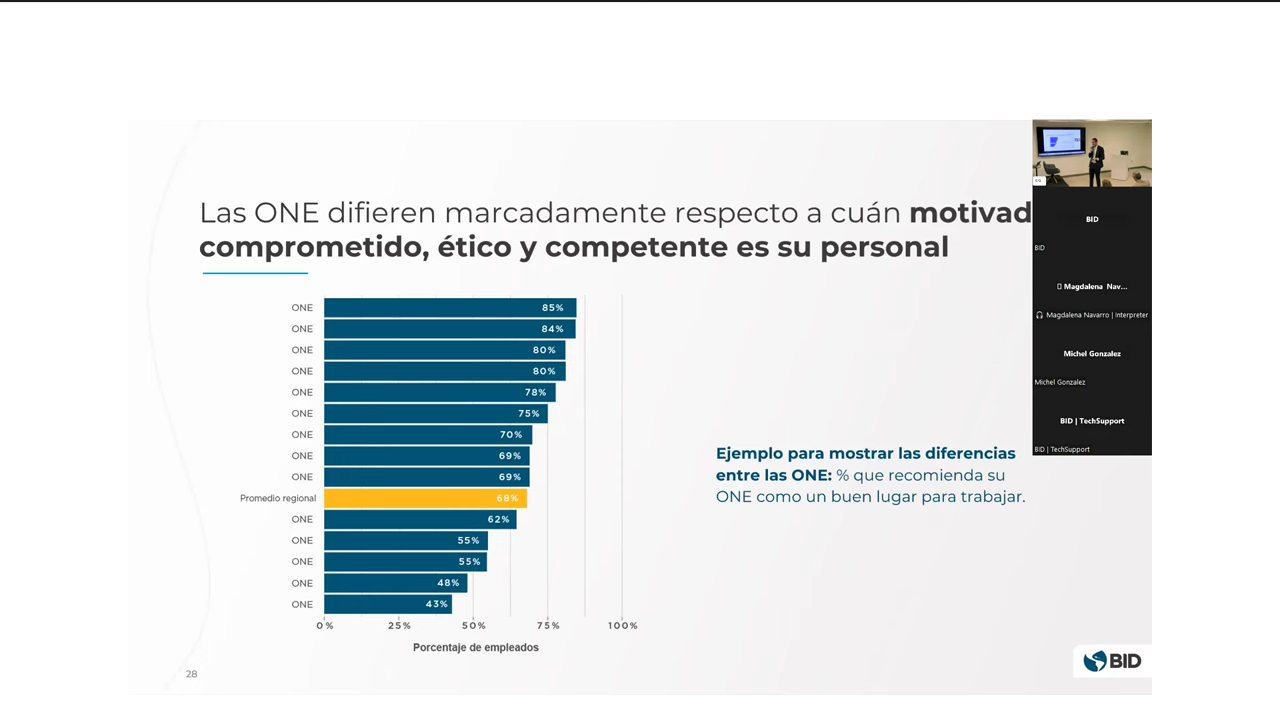 Las ONE difieren marcadamente respecto a cuán motivad
comprometido, ético y competente es su personal
ONE 85%
ONE 84%
ONE 80%
ONE 80%
ONE 78%
ONE 75%
ONE 70%
ONE 69%
ONE 69%
Promedio regional 68%
ONE 62%
ONE 55%
ONE 55%
ONE 48%
ONE 43%
0% 25% 50% 75% 100%
Porcentaje de empleados
Ejemplo para mostrar las diferencias
entre las ONE: % que recomienda su
ONE como un buen lugar para trabajar.
28
BID
BID
BID
Magdalena Nav...
Magdalena Navarro | Interpreter
Michel Gonzalez
Michel Gonzalez
BID | TechSupport
BID | TechSupport